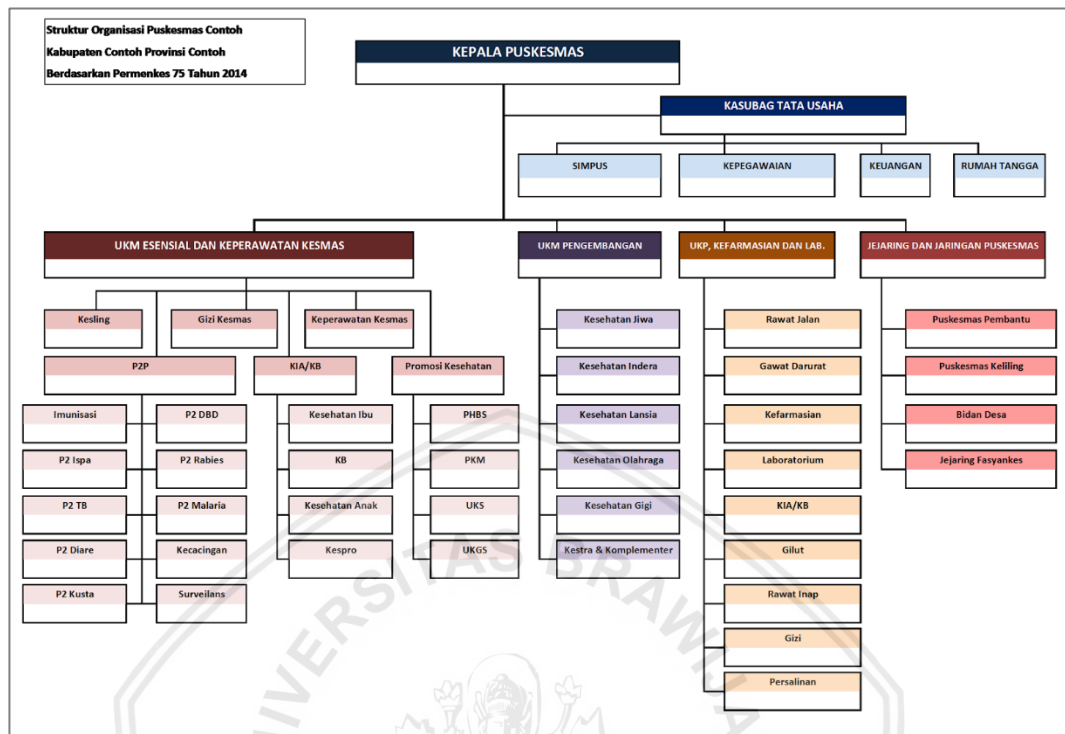 Struktur Organisasi Puskesmas Contoh
Kabupaten Contoh Provinsi Contoh
Berdasarkan Permenkes 75 Tahun 2014
KEPALA PUSKESMAS
KASUBAG TATA USAHA
SIMPUS
KEPEGAWAIAN
KEUANGAN
RUMAH TANGGA
UKM ESENSIAL DAN KEPERAWATAN KESMAS
UKM PENGEMBANGAN
UKP, KEFARMASIAN DAN LAB.
JEJARING DAN JARINGAN PUSKESMAS
Kesling
Gizi Kesmas
Keperawatan Kesmas
P2P
KIA/KB
Promosi Kesehatan
Imunisasi
P2 DBD
P2 Ispa
P2 Rabies
P2 TB
P2 Malaria
P2 Diare
Kecacingan
P2 Kusta
Surveilans
Kesehatan Ibu
KB
Kesehatan Anak
Kespro
PHBS
PKM
UKS
UKGS
Kesehatan Jiwa
Kesehatan Indera
Kesehatan Lansia
Kesehatan Olahraga
Kesehatan Gigi
Kestra & Komplementer
Rawat Jalan
Gawat Darurat
Kefarmasian
Laboratorium
KIA/KB
Gilut
Rawat Inap
Gizi
Persalinan
Puskesmas Pembantu
Puskesmas Keliling
Bidan Desa
Jejaring Fasyankes
UNIVERSITAS BRAWIJA